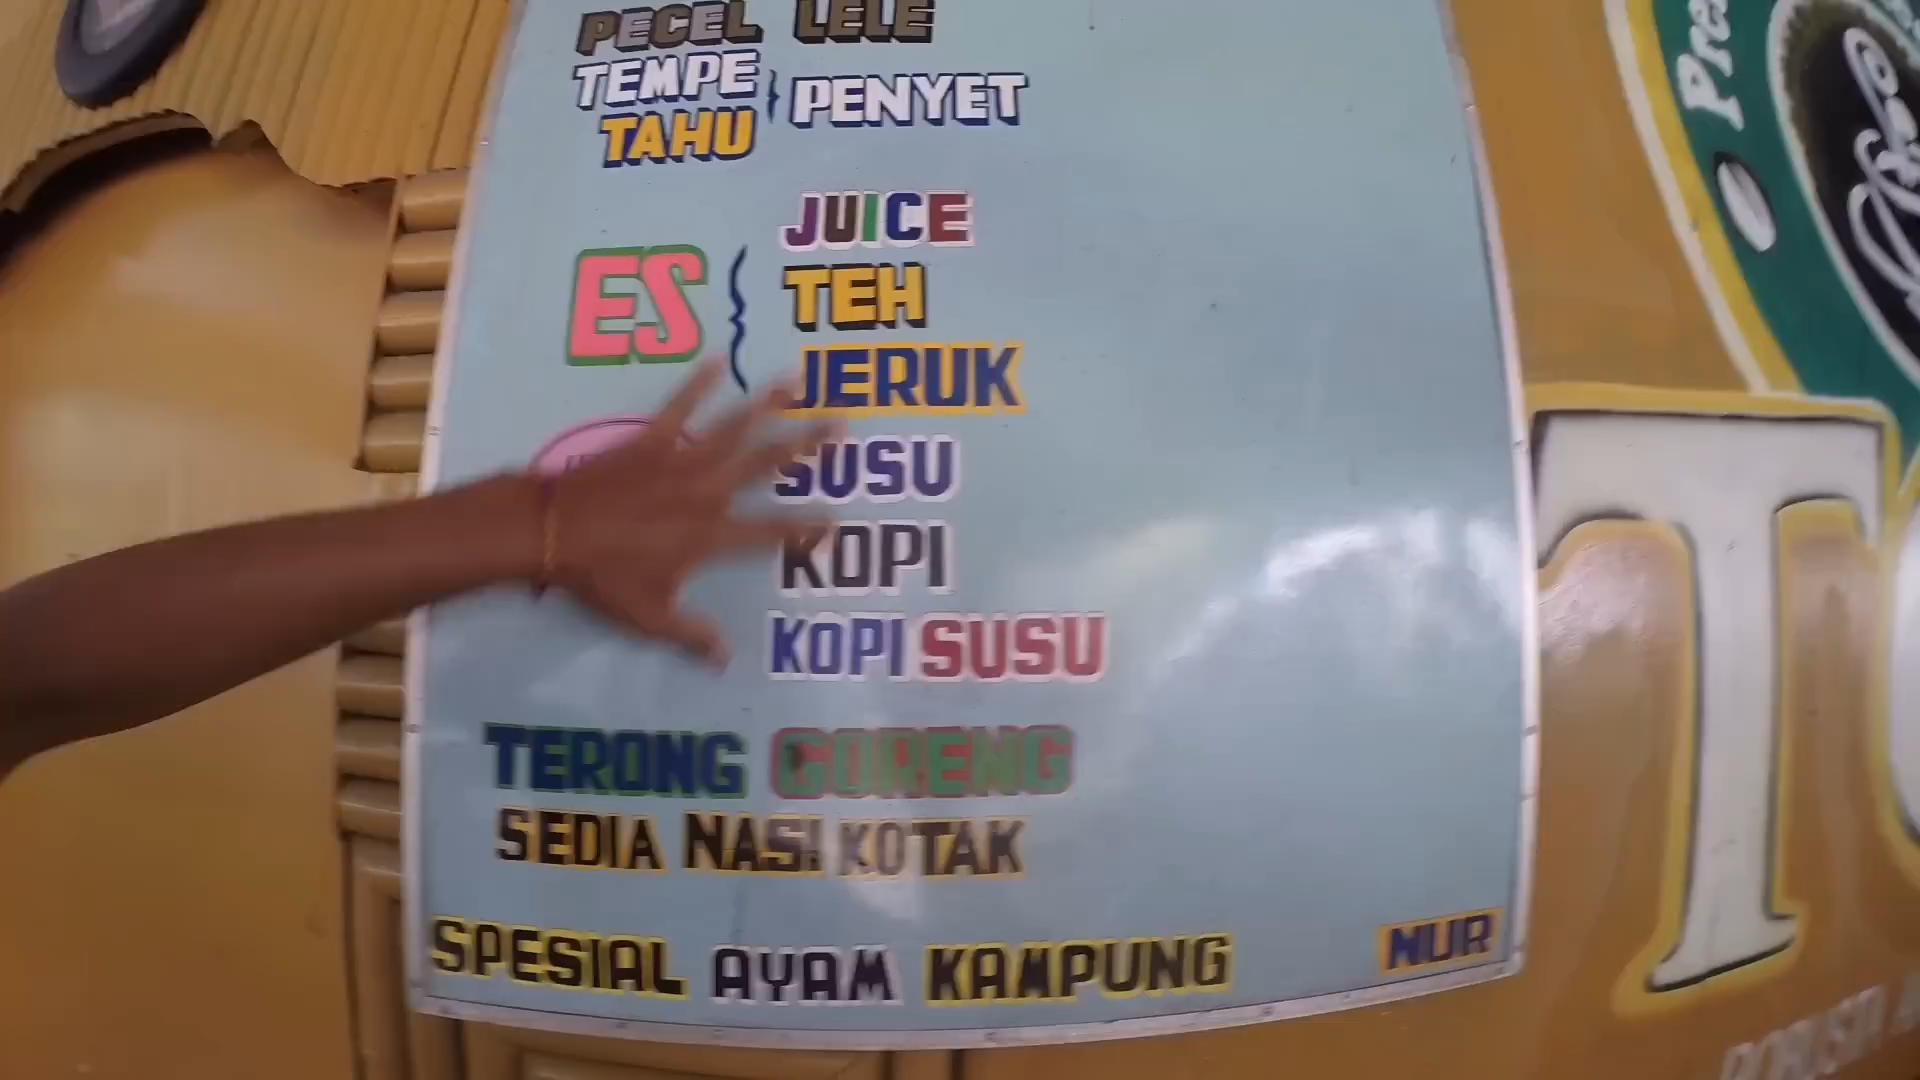 PECEL LELE
TEMPE
TAHU
PENYET
ES
JUICE
TEH
JERUK
SUSU
KOPI
KOPI SUSU
TERONG GORENG
SEDIA NASI KOTAK
SPESIAL AYAM KAMPUNG
NUR